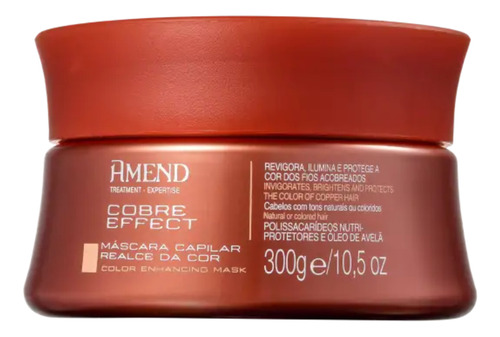 AMEND
TREATMENT - EXPERTISE
COBRE
EFFECT
MÁSCARA CAPILAR
REALCE DA COR
COLOR ENHANCING MASK
REVIGORA, ILUMINA E PROTEGE A
COR DOS FIOS ACOBREADOS
INVIGORATES, BRIGHTENS AND PROTECTS
THE COLOR OF COPPER HAIR
Cabelos com tons naturais ou coloridos
Natural or colored hair
POLISSACARÍDEOS NUTRI-
PROTETORES E ÓLEO DE AVELÃ
300g e/10,5 oz